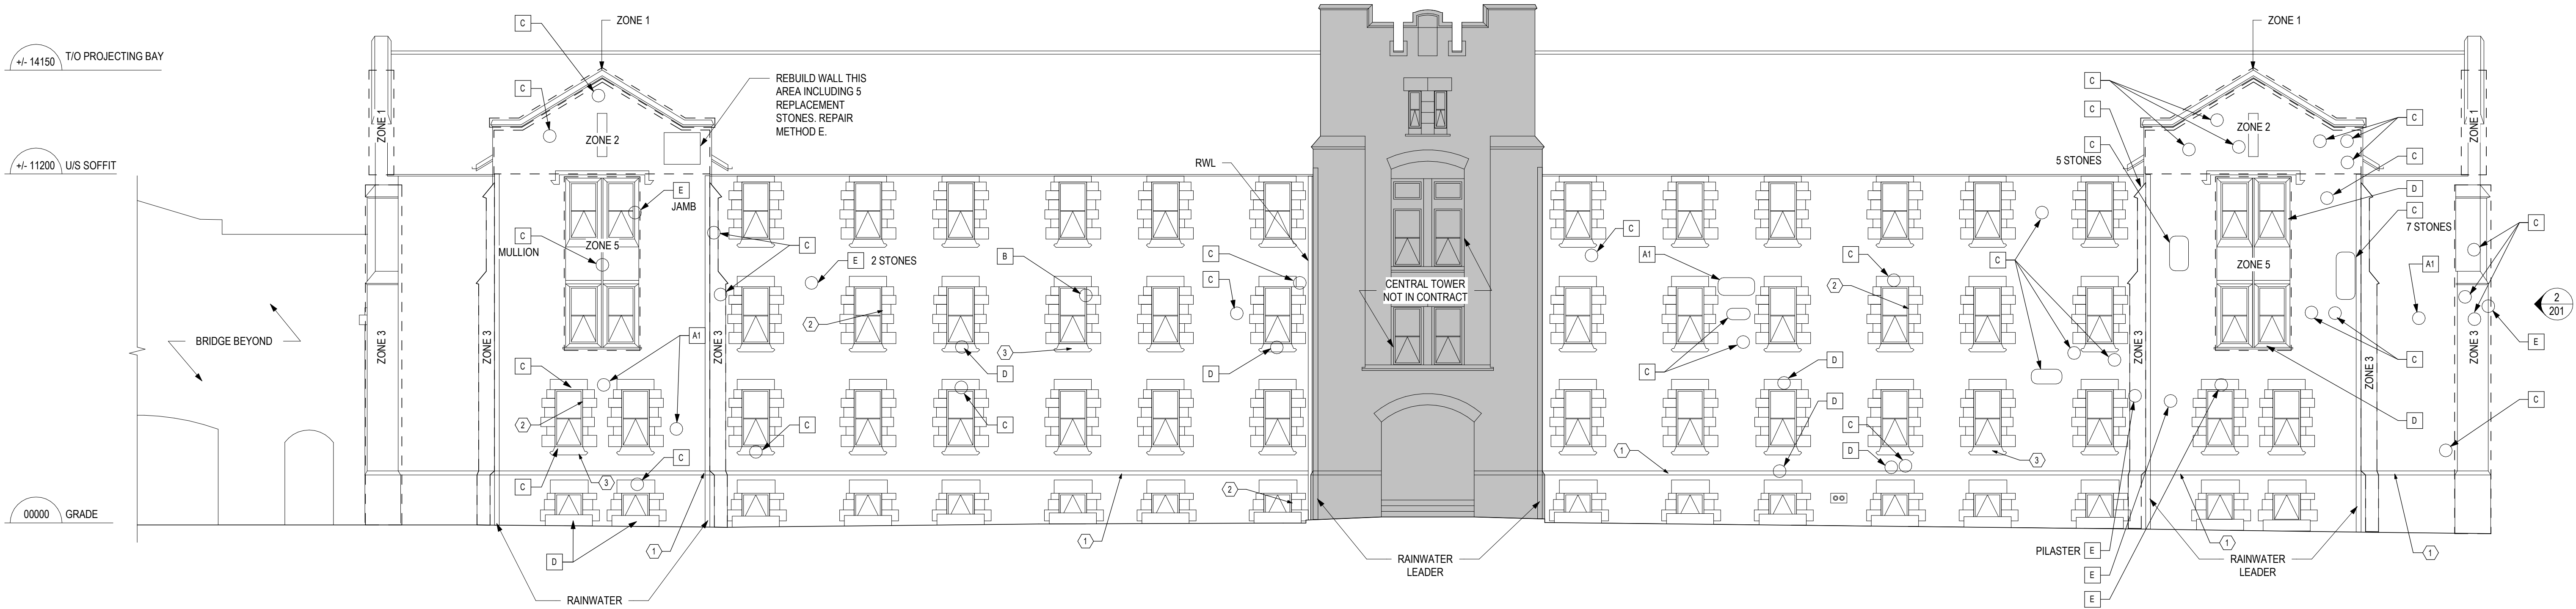 C
ZONE 1
ZONE 1
+/- 14150
T/O PROJECTING BAY
C
REBUILD WALL THIS
AREA INCLUDING 5
REPLACEMENT
STONES. REPAIR
METHOD E.
C
C
C
ZONE 1
ZONE 1
ZONE 2
ZONE 2
C
C
5 STONES
C
+/- 11200
U/S SOFFIT
RWL
E
JAMB
D
C
7 STONES
C
MULLION
ZONE 5
C
C
C
A1
C
C
E
2 STONES
B
C
C
ZONE 5
A1
CENTRAL TOWER
NOT IN CONTRACT
2
2
2
201
BRIDGE BEYOND
ZONE 3
ZONE 3
ZONE 3
A1
3
ZONE 3
ZONE 3
ZONE 3
E
C
C
D
D
C
D
C
D
C
2
C
C
C
D
1
3
C
D
C
3
2
00000
GRADE
D
1
1
RAINWATER
RAINWATER
LEADER
PILASTER
E
E
E
1
RAINWATER
LEADER
1